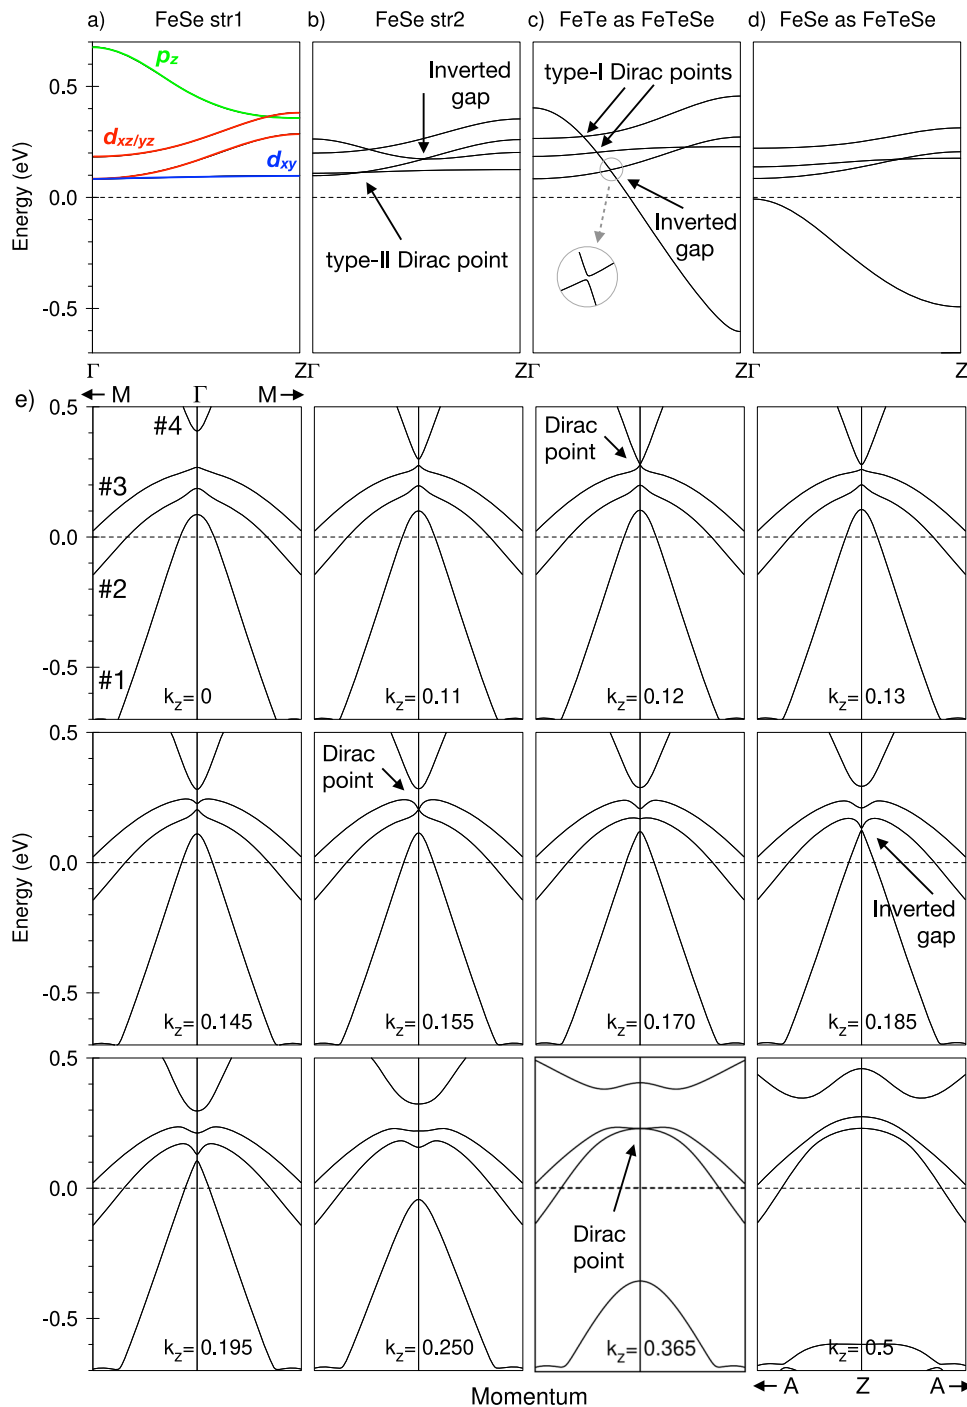 a) FeSe str1
b) FeSe str2
c) FeTe as FeTeSe
d) FeSe as FeTeSe
Energy (eV)
0.5
0.0
-0.5
pz
dxz/yz
dxy
Inverted
gap
type-II Dirac point
type-I Dirac points
Inverted
gap
Γ
ZΓ
ZΓ
ZΓ
Z
e)
M Γ M
#4
#3
#2
#1
0.5
0.0
-0.5
kz= 0
kz= 0.11
Dirac
point
kz= 0.12
kz= 0.13
Energy (eV)
0.5
0.0
-0.5
kz= 0.145
Dirac
point
kz= 0.155
kz= 0.170
Inverted
gap
kz= 0.185
0.5
0.0
-0.5
kz= 0.195
kz= 0.250
Dirac
point
kz= 0.365
kz= 0.5
A Z A
Momentum